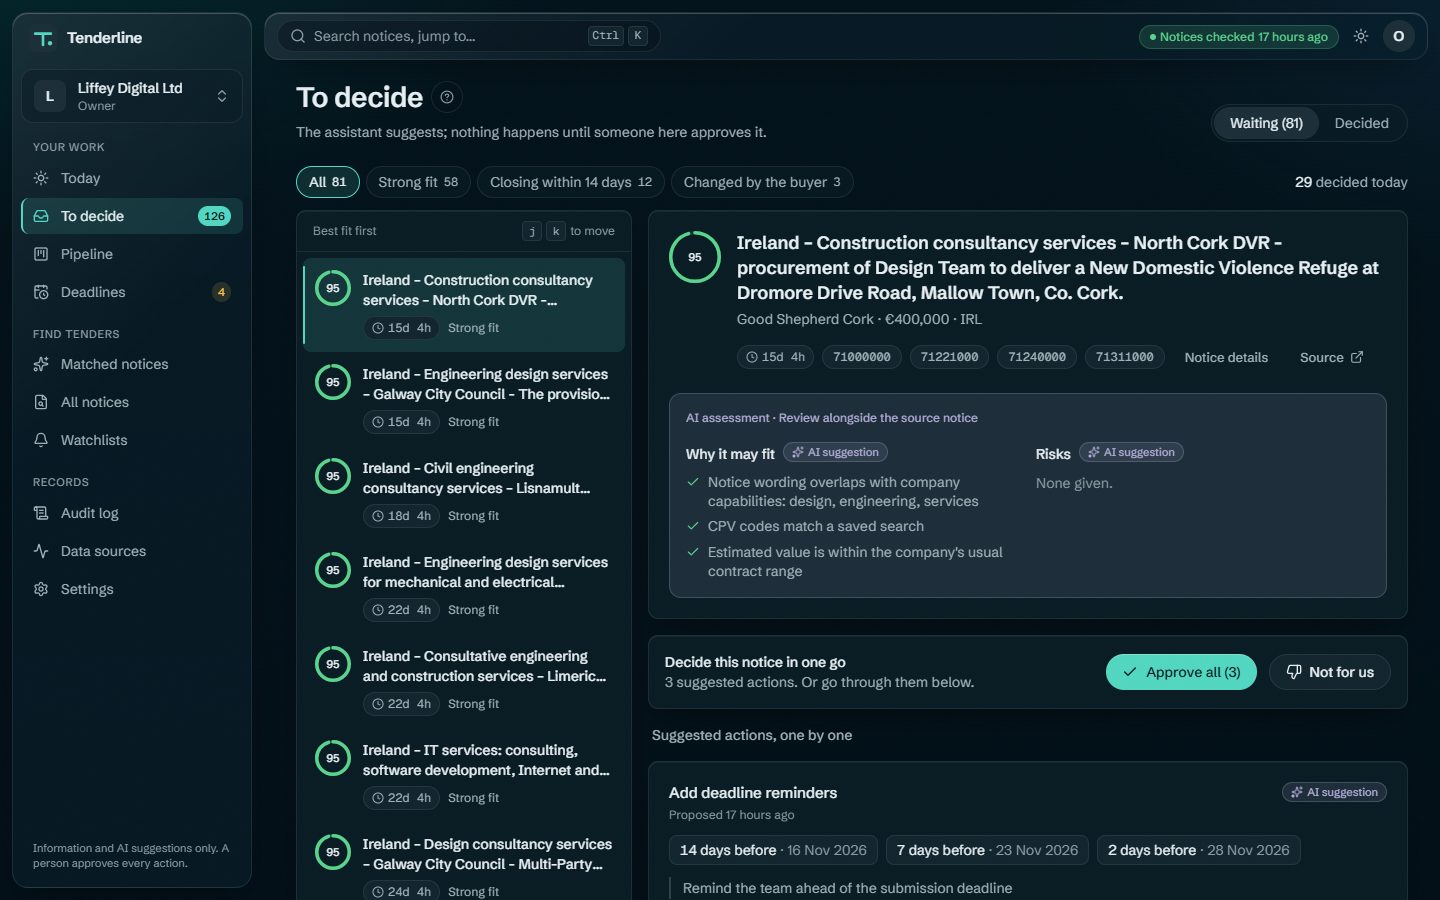 Tenderline
Liffey Digital Ltd
L
Owner
YOUR WORK
Today
To decide 126
Pipeline
Deadlines 4
FIND TENDERS
Matched notices
All notices
Watchlists
RECORDS
Audit log
Data sources
Settings
Information and AI suggestions only. A
person approves every action.
Search notices, jump to... Ctrl K
Notices checked 17 hours ago
O
To decide
The assistant suggests; nothing happens until someone here approves it.
Waiting (81) Decided
All 81 Strong fit 58 Closing within 14 days 12 Changed by the buyer 3
29 decided today
Best fit first j k to move
95
Ireland – Construction consultancy
services – North Cork DVR -...
15d 4h Strong fit
95
Ireland – Engineering design services
– Galway City Council - The provisio...
15d 4h Strong fit
95
Ireland – Civil engineering
consultancy services – Lisnamult...
18d 4h Strong fit
95
Ireland – Engineering design services
for mechanical and electrical...
22d 4h Strong fit
95
Ireland – Consultative engineering
and construction services – Limeric...
22d 4h Strong fit
95
Ireland – IT services: consulting,
software development, Internet and...
22d 4h Strong fit
95
Ireland – Design consultancy services
– Galway City Council - Multi-Party...
24d 4h Strong fit
95
Ireland – Construction consultancy services – North Cork DVR -
procurement of Design Team to deliver a New Domestic Violence Refuge at
Dromore Drive Road, Mallow Town, Co. Cork.
Good Shepherd Cork · €400,000 · IRL
15d 4h 71000000 71221000 71240000 71311000 Notice details Source
AI assessment · Review alongside the source notice
Why it may fit AI suggestion
Notice wording overlaps with company
capabilities: design, engineering, services
CPV codes match a saved search
Estimated value is within the company's usual
contract range
Risks AI suggestion
None given.
Decide this notice in one go
3 suggested actions. Or go through them below.
Approve all (3) Not for us
Suggested actions, one by one
Add deadline reminders AI suggestion
Proposed 17 hours ago
14 days before · 16 Nov 2026 7 days before · 23 Nov 2026 2 days before · 28 Nov 2026
Remind the team ahead of the submission deadline